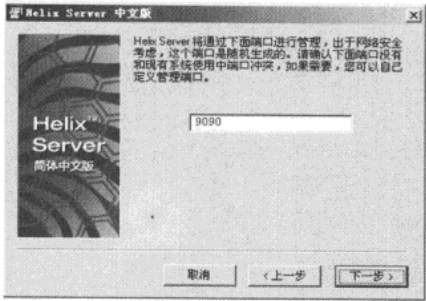 Helix Server 中文版
Helix Server 将通过下面端口进行管理，出于网络安全
考虑，这个端口是随机生成的。请确认下面端口没有
和现有系统使用中端口冲突，如果需要，您可以自己
定义管理端口。
9090
Helix™
Server
简体中文版
取消
<上一步
下一步>